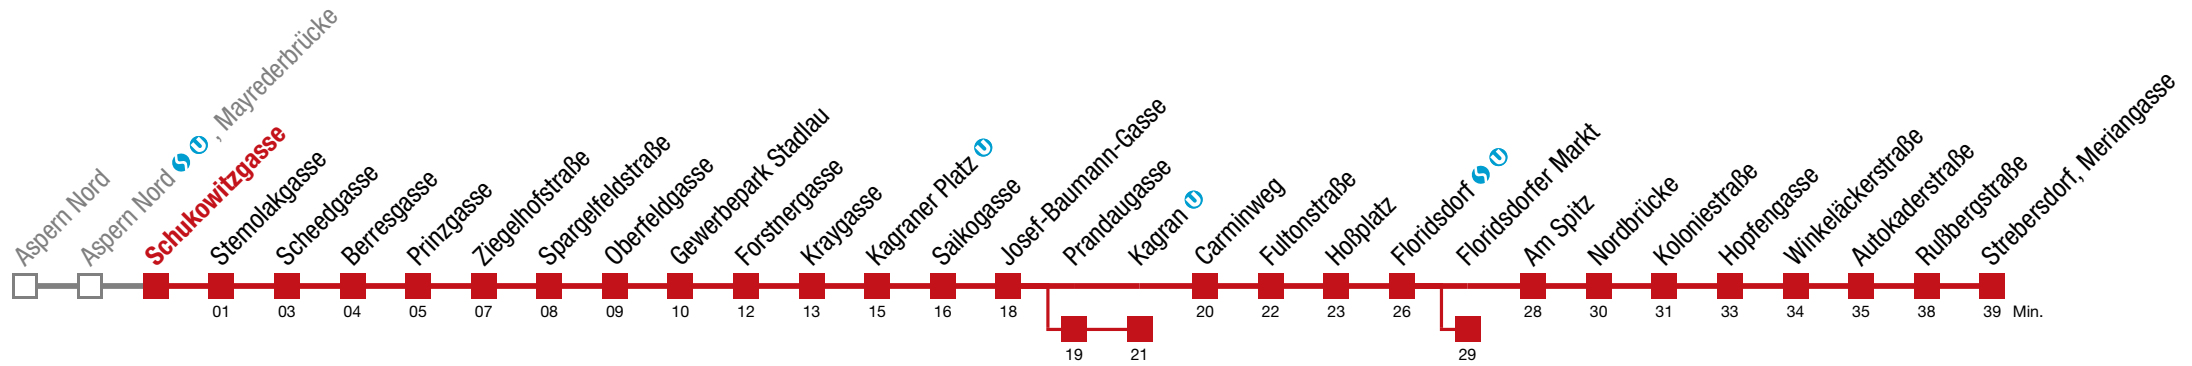 Aspern Nord
Aspern Nord S U , Mayrederbrücke
Schukowitzgasse
Sternolakgasse
Scheedgasse
Berresgasse
Prinzgasse
Ziegelhofstraße
Spargelfeldstraße
Oberfeldgasse
Gewerbepark Stadlau
Forstnergasse
Kraygasse
Kagraner Platz U
Saikogasse
Josef-Baumann-Gasse
Prandaugasse
Kagran U
Carminweg
Fultonstraße
Hoßplatz
Floridsdorf S U
Floridsdorfer Markt
Am Spitz
Nordbrücke
Koloniestraße
Hopfengasse
Winkeläckerstraße
Autokaderstraße
Rußbergstraße
Strebersdorf, Meriangasse
01 03 04 05 07 08 09 10 12 13 15 16 18 20 22 23 26 28 30 31 33 34 35 38 39 Min.
19 21 29